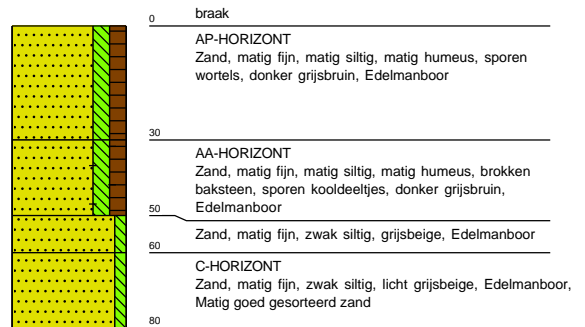 0
braak
AP-HORIZONT
Zand, matig fijn, matig siltig, matig humeus, sporen
wortels, donker grijsbruin, Edelmanboor
30
AA-HORIZONT
Zand, matig fijn, matig siltig, matig humeus, brokken
baksteen, sporen kooldeeltjes, donker grijsbruin,
Edelmanboor
50
Zand, matig fijn, zwak siltig, grijsbeige, Edelmanboor
60
C-HORIZONT
Zand, matig fijn, zwak siltig, licht grijsbeige, Edelmanboor,
Matig goed gesorteerd zand
80